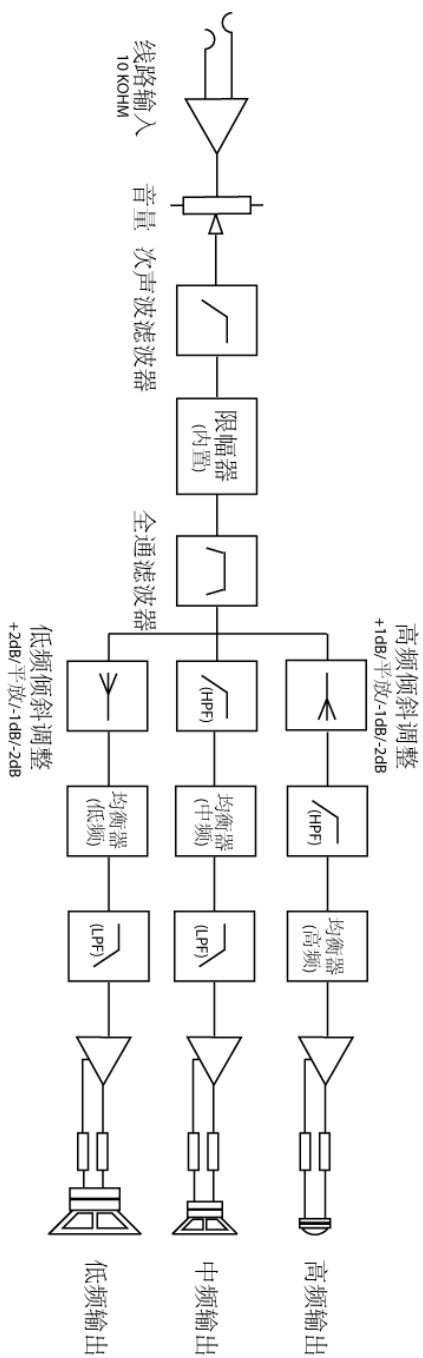 线路输入
10 KOHM
音量
次声波滤波器
限幅器
(内置)
全通滤波器
高频倾斜调整
+1dB/平放/-1dB/-2dB
(HPF)
均衡器
(高频)
高频输出
(HPF)
均衡器
(中频)
(LPF)
中频输出
低频倾斜调整
+2dB/平放/-1dB/-2dB
均衡器
(低频)
(LPF)
低频输出